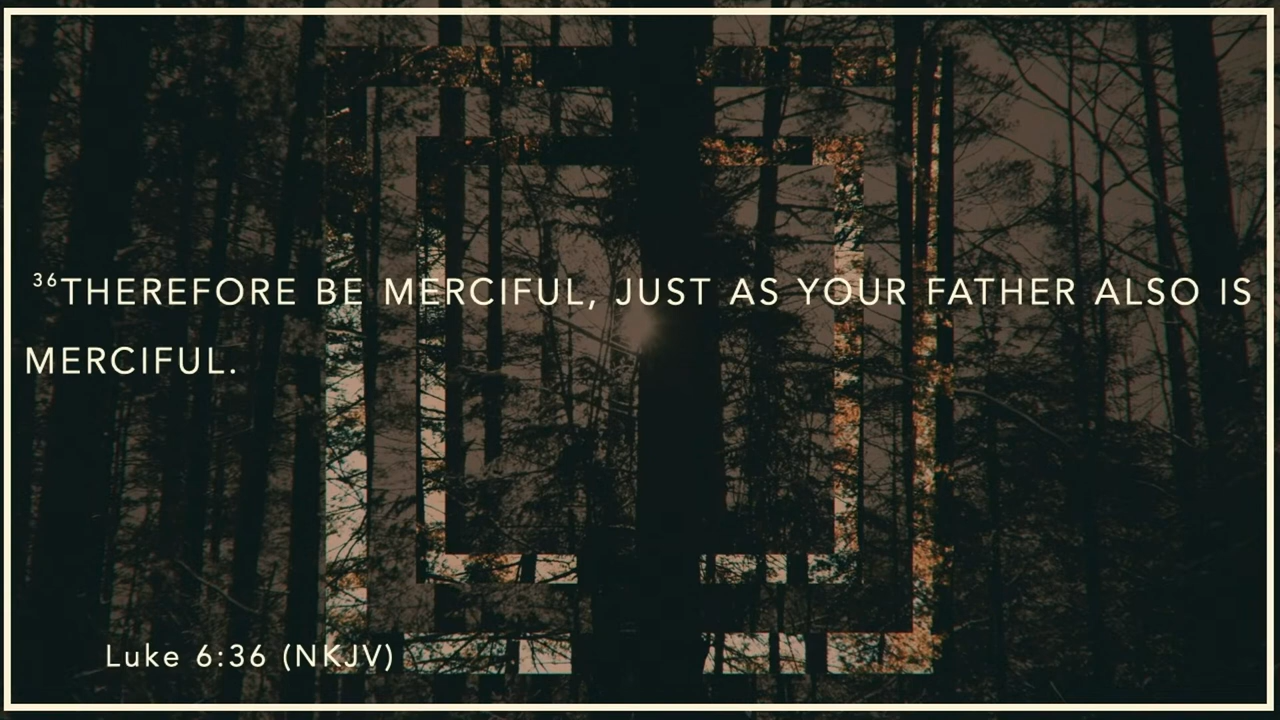 ³⁶THEREFORE BE MERCIFUL, JUST AS YOUR FATHER ALSO IS
MERCIFUL.
Luke 6:36 (NKJV)